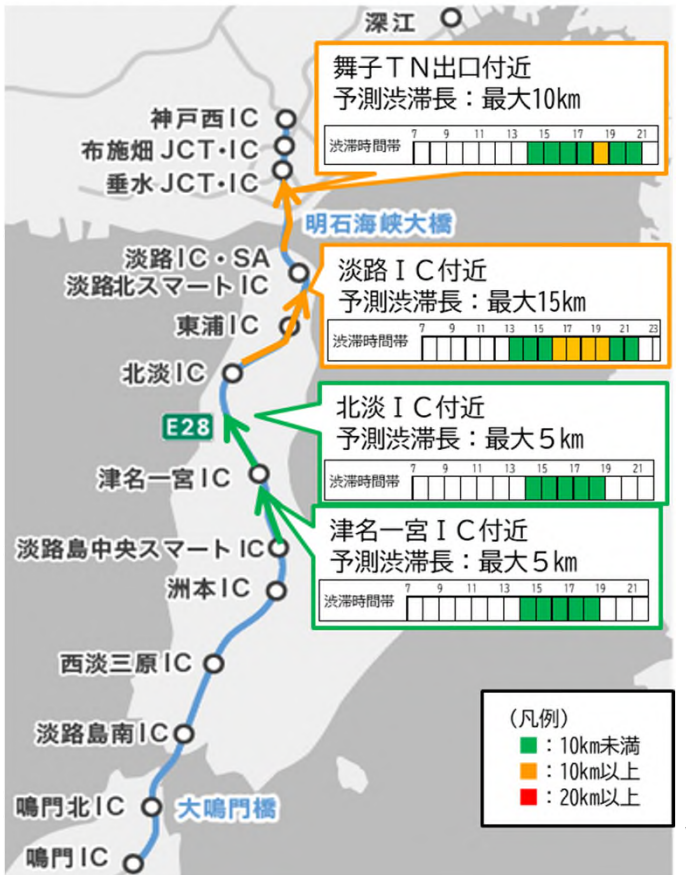 深江
舞子TN出口付近
予測渋滞長：最大10km
渋滞時間帯 7 9 11 13 15 17 19 21
神戸西IC
布施畑JCT・IC
垂水JCT・IC
明石海峡大橋
淡路IC・SA
淡路北スマートIC
淡路IC付近
予測渋滞長：最大15km
渋滞時間帯 7 9 11 13 15 17 19 21 23
東浦IC
北淡IC
北淡IC付近
予測渋滞長：最大5km
渋滞時間帯 7 9 11 13 15 17 19 21
E28
津名一宮IC
津名一宮IC付近
予測渋滞長：最大5km
渋滞時間帯 7 9 11 13 15 17 19 21
淡路島中央スマートIC
洲本IC
西淡三原IC
淡路島南IC
鳴門北IC
大鳴門橋
鳴門IC
（凡例）
：10km未満
：10km以上
：20km以上